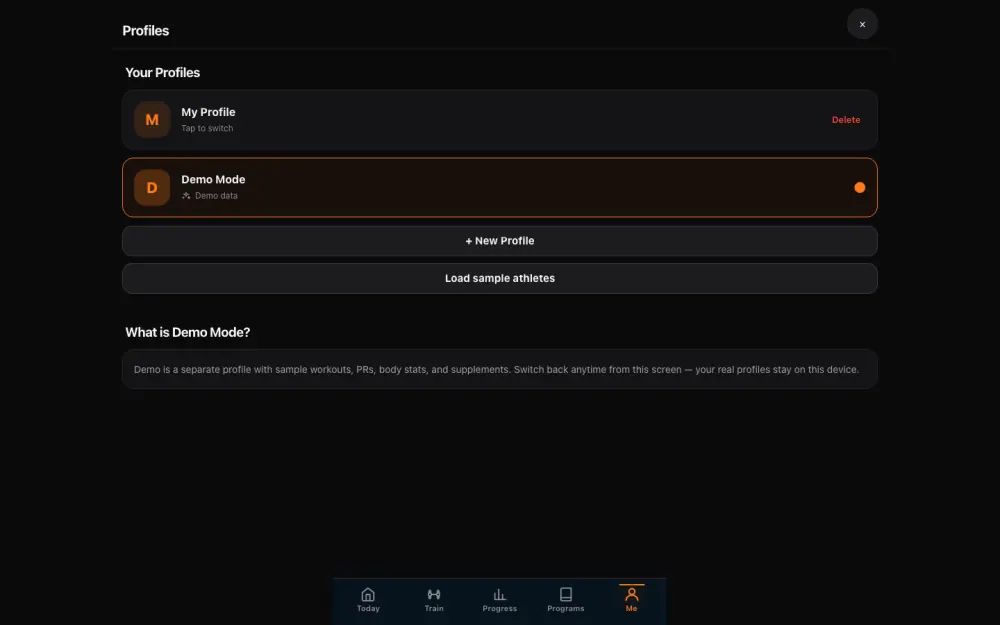 Profiles
×
Your Profiles
M
My Profile
Tap to switch
Delete
D
Demo Mode
Demo data
+ New Profile
Load sample athletes
What is Demo Mode?
Demo is a separate profile with sample workouts, PRs, body stats, and supplements. Switch back anytime from this screen — your real profiles stay on this device.
Today
Train
Progress
Programs
Me